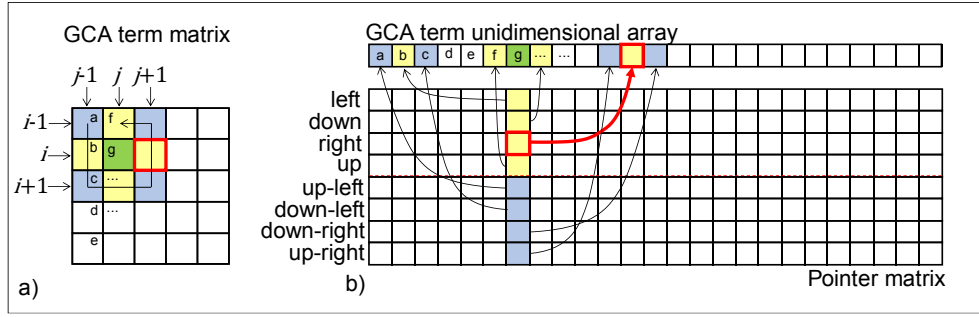 GCA term matrix
j-1 j j+1
i-1
i
i+1
a f
b g
c ...
d ...
e
a)
GCA term unidimensional array
a b c d e f g ... ...
left
down
right
up
up-left
down-left
down-right
up-right
b)
Pointer matrix